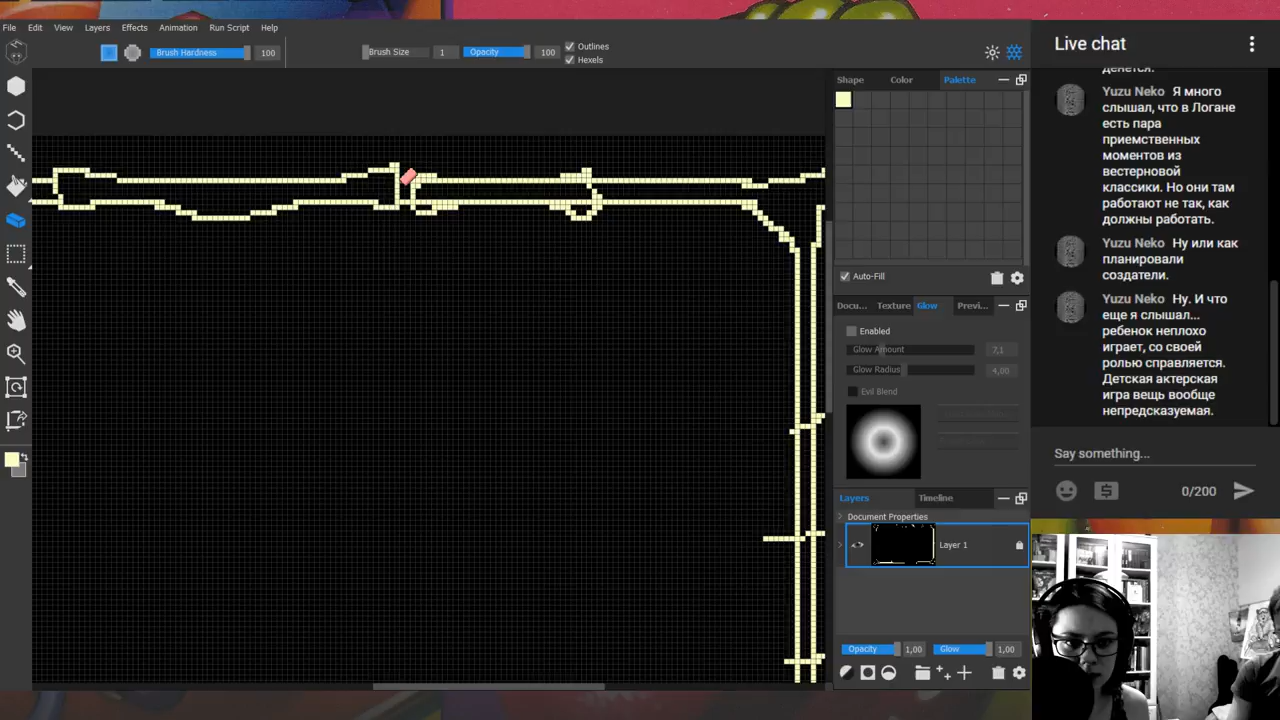 File Edit View Layers Effects Animation Run Script Help
Live chat
Brush Hardness 100
Brush Size 1
Opacity 100
Outlines
Hexels
Shape Color Palette
Auto-Fill
Docu... Texture Glow Previ...
Enabled
Glow Amount 7,1
Glow Radius 4,00
Evil Blend
Layers Timeline
Document Properties
Layer 1
Opacity 1,00 Glow 1,00
денется.
Yuzu Neko Я много
слышал, что в Логане
есть пара
приемственных
моментов из
вестерновой
классики. Но они там
работают не так, как
должны работать.
Yuzu Neko Ну или как
планировали
создатели.
Yuzu Neko Ну. И что
еще я слышал...
ребенок неплохо
играет, со своей
ролью справляется.
Детская актерская
игра вещь вообще
непредсказуемая.
Say something...
0/200